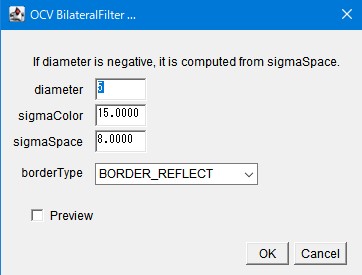 OCV BilateralFilter ...
If diameter is negative, it is computed from sigmaSpace.
diameter 5
sigmaColor 15.0000
sigmaSpace 8.0000
borderType BORDER_REFLECT
Preview
OK Cancel